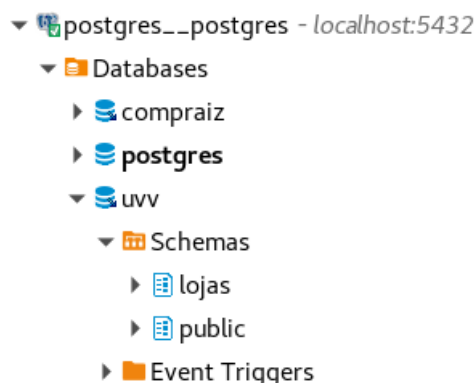 postgres__postgres - localhost:5432
Databases
compraiz
postgres
uvv
Schemas
lojas
public
Event Triggers